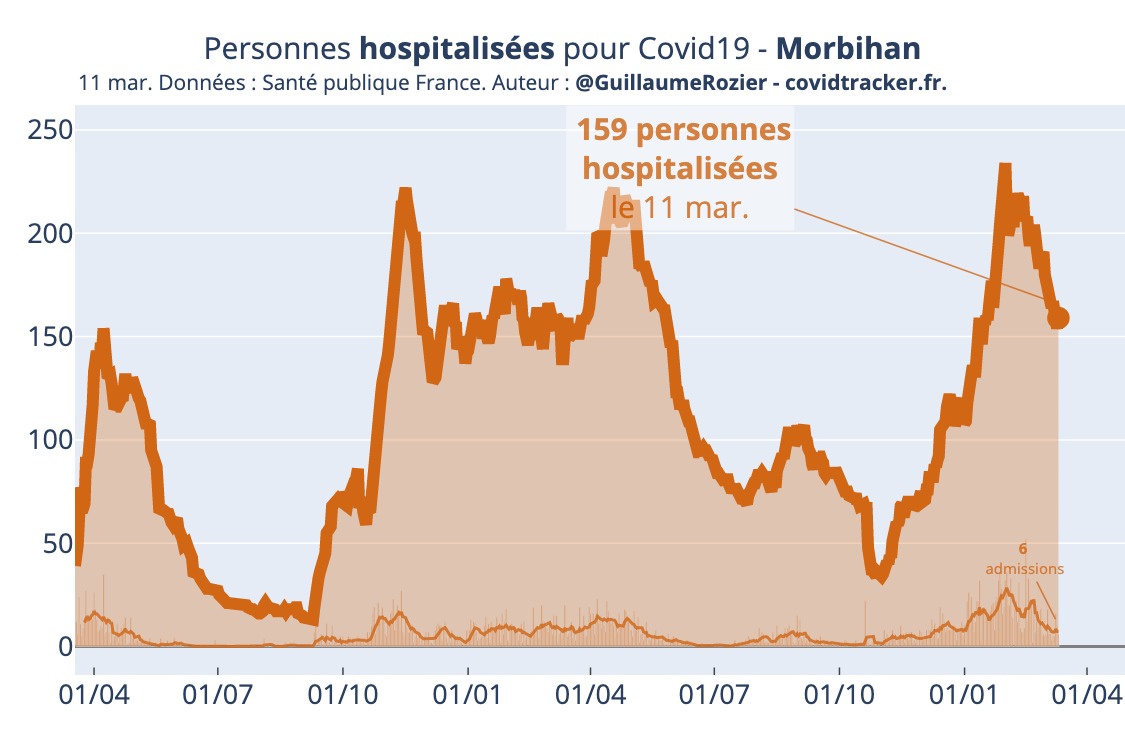 Personnes hospitalisées pour Covid19 - Morbihan
11 mar. Données : Santé publique France. Auteur : @GuillaumeRozier - covidtracker.fr.
250
159 personnes
hospitalisées
le 11 mar.
200
150
100
50
6
admissions
0
01/04 01/07 01/10 01/01 01/04 01/07 01/10 01/01 01/04